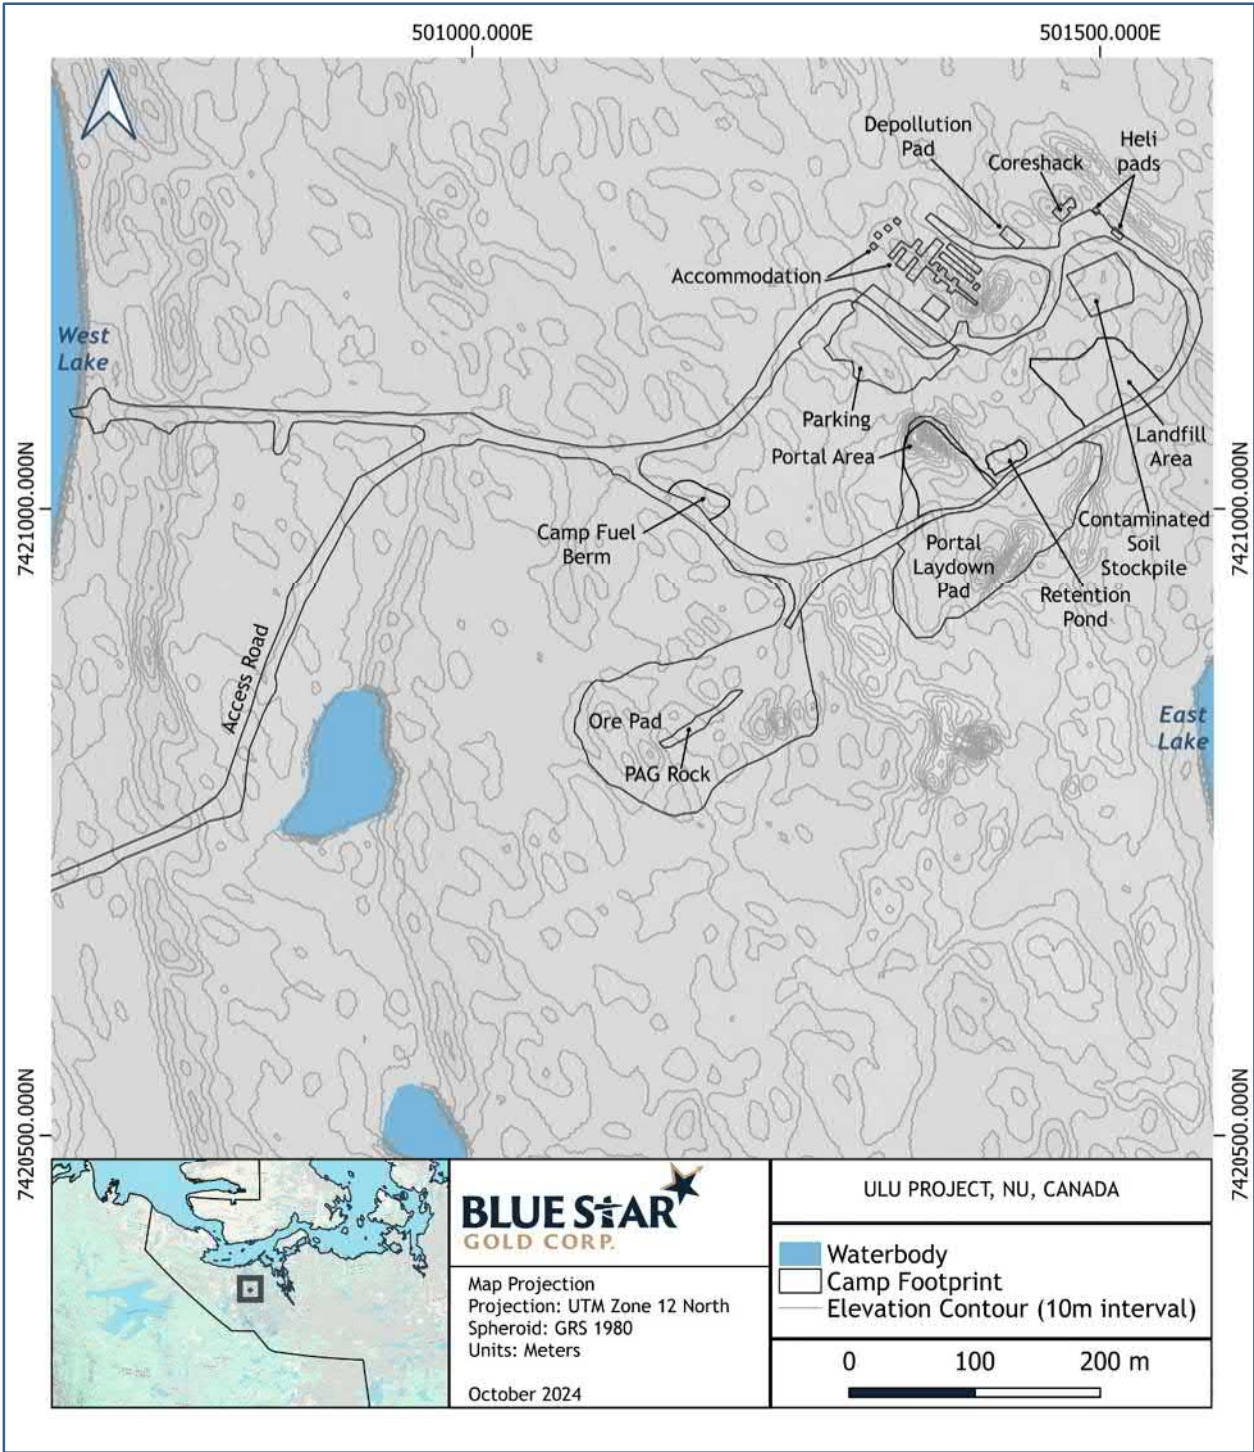 501000.000E
501500.000E
Depollution
Pad
Coreshack
Heli
pads
Accommodation
West
Lake
Parking
Portal Area
Landfill
Area
7421000.000N
7421000.000N
Camp Fuel
Berm
Portal
Laydown
Pad
Contaminated
Soil
Stockpile
Retention
Pond
Access Road
Ore Pad
PAG Rock
East
Lake
7420500.000N
7420500.000N
BLUE STAR
GOLD CORP.
Map Projection
Projection: UTM Zone 12 North
Spheroid: GRS 1980
Units: Meters
October 2024
ULU PROJECT, NU, CANADA
Waterbody
Camp Footprint
Elevation Contour (10m interval)
0 100 200 m